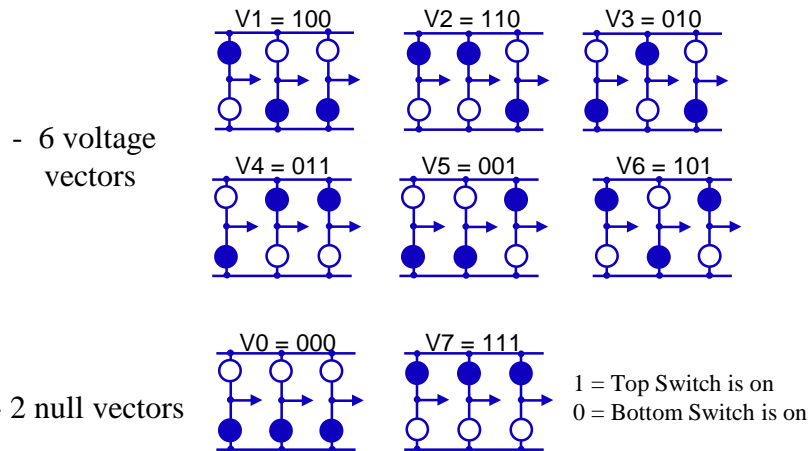 V1 = 100
V2 = 110
V3 = 010
- 6 voltage
vectors
V4 = 011
V5 = 001
V6 = 101
V0 = 000
V7 = 111
- 2 null vectors
1 = Top Switch is on
0 = Bottom Switch is on